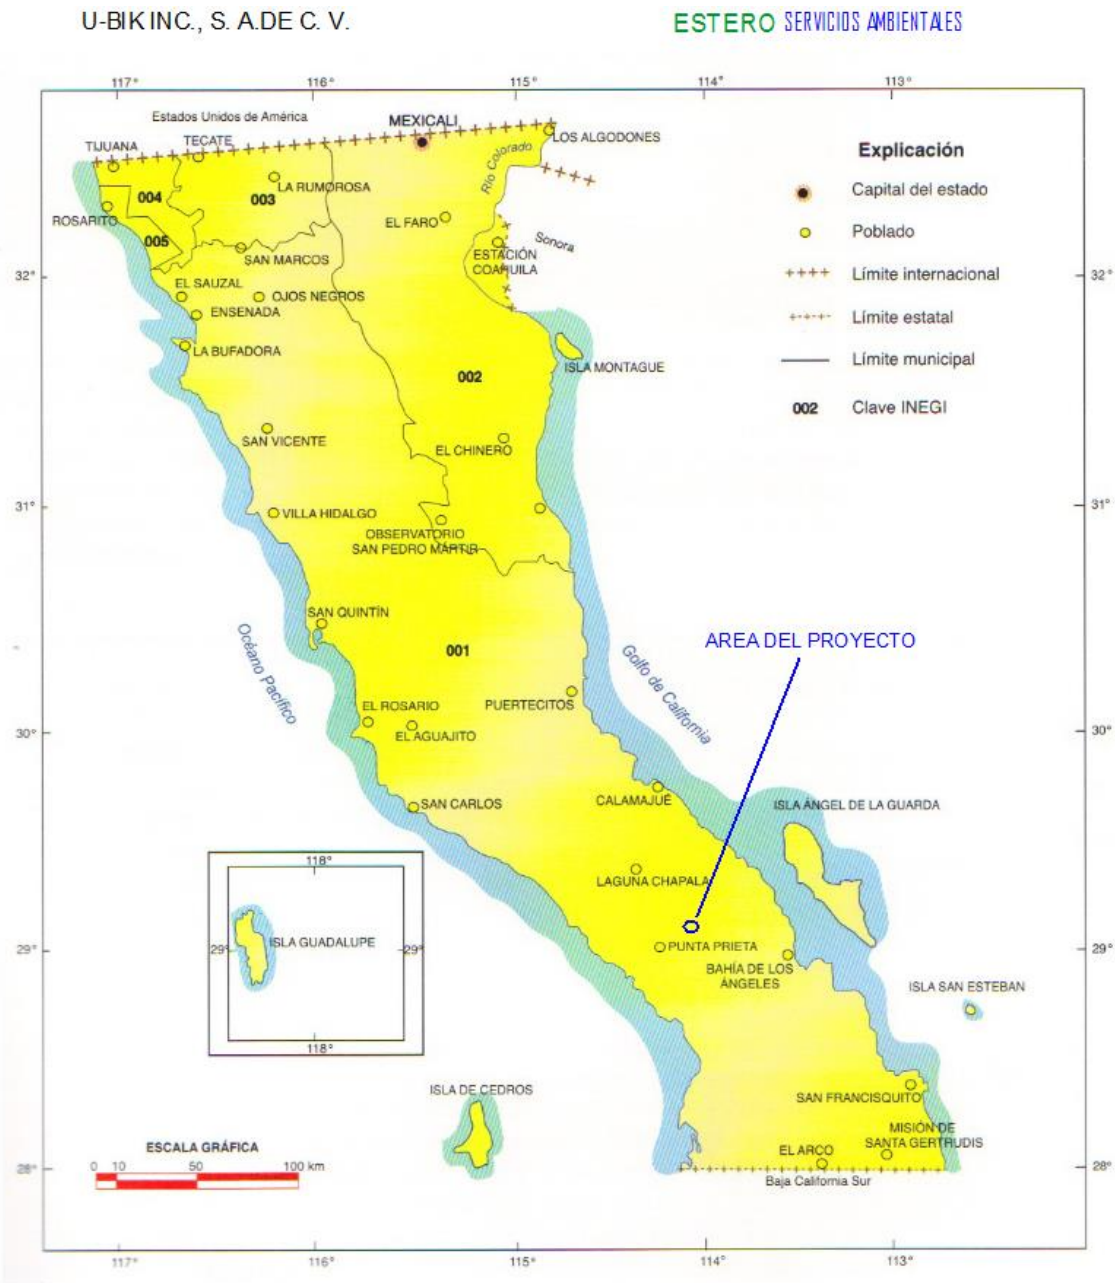 U-BIK INC., S. A.DE C. V.
ESTERO SERVICIOS AMBIENTALES
117° 116° 115° 114° 113°
Estados Unidos de América
MEXICALI
LOS ALGODONES
TIJUANA
TECATE
Río Colorado
Explicación
LA RUMOROSA
Capital del estado
004
003
ROSARITO
EL FARO
Poblado
005
Sonora
SAN MARCOS
ESTACIÓN
COAHUILA
32°
32°
Límite internacional
EL SAUZAL
OJOS NEGROS
ENSENADA
Límite estatal
LA BUFADORA
Límite municipal
ISLA MONTAGUE
002
002 Clave INEGI
SAN VICENTE
EL CHINERO
31°
31°
VILLA HIDALGO
OBSERVATORIO
SAN PEDRO MÁRTIR
SAN QUINTÍN
Océano Pacífico
001
AREA DEL PROYECTO
Golfo de California
PUERTECITOS
EL ROSARIO
EL AGUAJITO
30°
30°
CALAMAJUÉ
SAN CARLOS
ISLA ÁNGEL DE LA GUARDA
118°
LAGUNA CHAPALA
29°
29°
ISLA GUADALUPE
29°
PUNTA PRIETA
29°
BAHÍA DE LOS
ÁNGELES
ISLA SAN ESTEBAN
118°
ISLA DE CEDROS
SAN FRANCISQUITO
MISIÓN DE
SANTA GERTRUDIS
ESCALA GRÁFICA
EL ARCO
0 10 50 100 km
28°
28°
Baja California Sur
117° 116° 115° 114° 113°